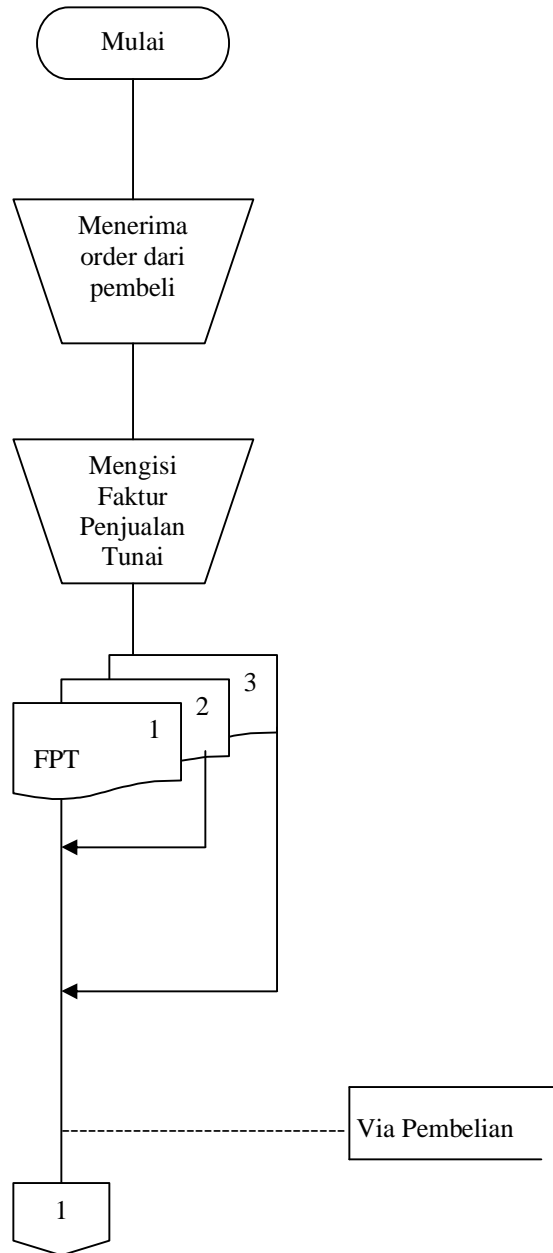 Mulai
Menerima
order dari
pembeli
Mengisi
Faktur
Penjualan
Tunai
3
2
1
FPT
Via Pembelian
1